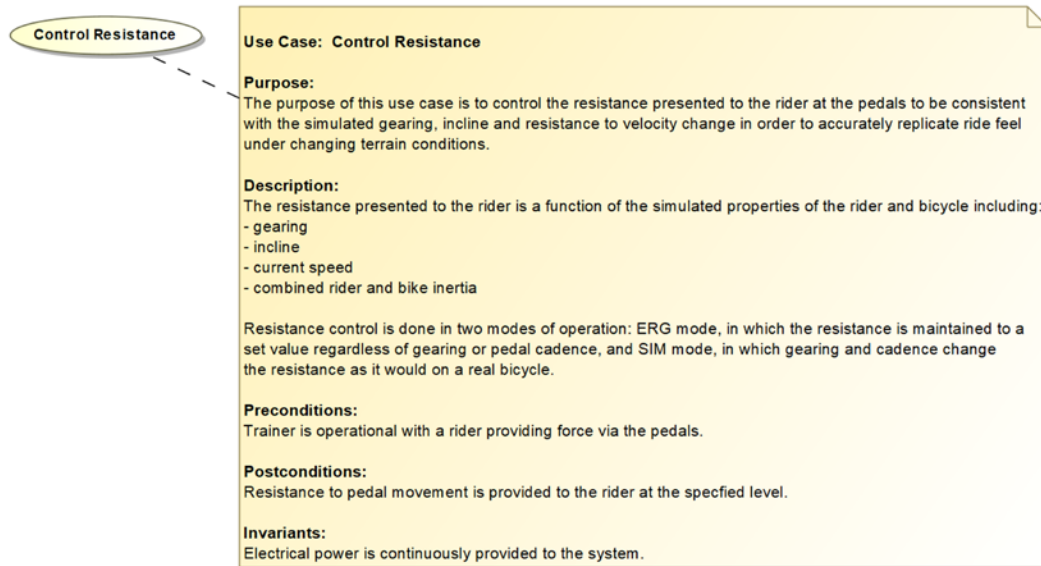 Control Resistance
Use Case:  Control Resistance
Purpose:
The purpose of this use case is to control the resistance presented to the rider at the pedals to be consistent
with the simulated gearing, incline and resistance to velocity change in order to accurately replicate ride feel
under changing terrain conditions.
Description:
The resistance presented to the rider is a function of the simulated properties of the rider and bicycle including:
- gearing
- incline
- current speed
- combined rider and bike inertia
Resistance control is done in two modes of operation: ERG mode, in which the resistance is maintained to a
set value regardless of gearing or pedal cadence, and SIM mode, in which gearing and cadence change
the resistance as it would on a real bicycle.
Preconditions:
Trainer is operational with a rider providing force via the pedals.
Postconditions:
Resistance to pedal movement is provided to the rider at the specfied level.
Invariants:
Electrical power is continuously provided to the system.